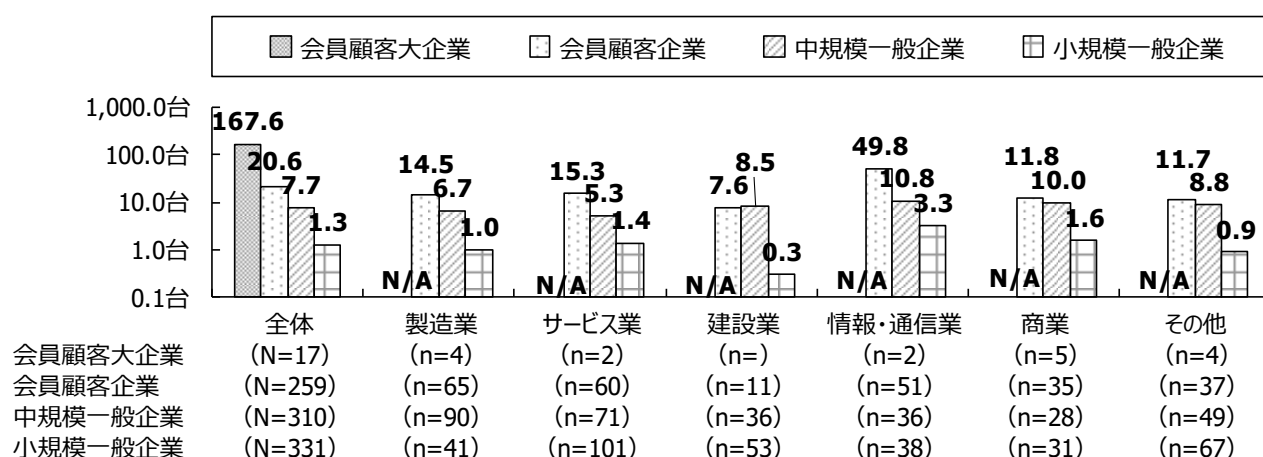 会員顧客大企業 会員顧客企業 中規模一般企業 小規模一般企業
1,000.0台
100.0台
10.0台
1.0台
0.1台
167.6 20.6 7.7 1.3
N/A 14.5 6.7 1.0
N/A 15.3 5.3 1.4
N/A 7.6 8.5 0.3
N/A 49.8 10.8 3.3
N/A 11.8 10.0 1.6
N/A 11.7 8.8 0.9
全体 製造業 サービス業 建設業 情報・通信業 商業 その他
会員顧客大企業 (N=17) (n=4) (n=2) (n=) (n=2) (n=5) (n=4)
会員顧客企業 (N=259) (n=65) (n=60) (n=11) (n=51) (n=35) (n=37)
中規模一般企業 (N=310) (n=90) (n=71) (n=36) (n=36) (n=28) (n=49)
小規模一般企業 (N=331) (n=41) (n=101) (n=53) (n=38) (n=31) (n=67)